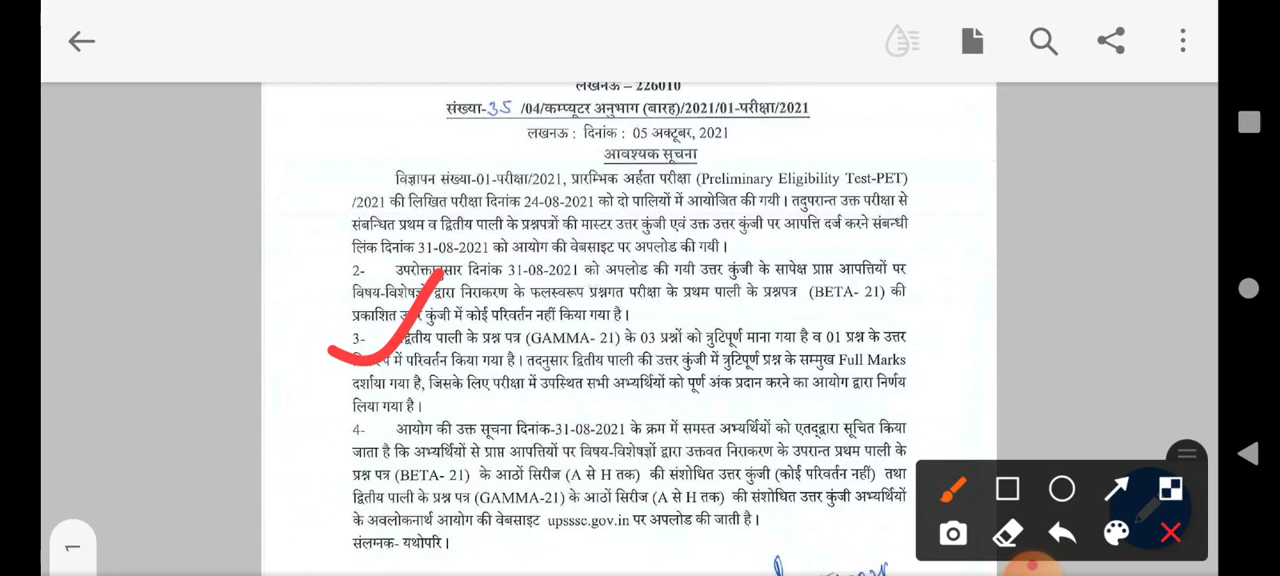 लखनऊ – 226010
संख्या-35 /04/कम्प्यूटर अनुभाग (बारह)/2021/01-परीक्षा/2021
लखनऊ : दिनांक : 05 अक्टूबर, 2021
आवश्यक सूचना
विज्ञापन संख्या-01-परीक्षा/2021, प्रारम्भिक अर्हता परीक्षा (Preliminary Eligibility Test-PET)
/2021 की लिखित परीक्षा दिनांक 24-08-2021 को दो पालियों में आयोजित की गयी। तदुपरान्त उक्त परीक्षा से
संबन्धित प्रथम व द्वितीय पाली के प्रश्नपत्रों की मास्टर उत्तर कुंजी एवं उक्त उत्तर कुंजी पर आपत्ति दर्ज करने संबन्धी
लिंक दिनांक 31-08-2021 को आयोग की वेबसाइट पर अपलोड की गयी।
2- उपरोक्तानुसार दिनांक 31-08-2021 को अपलोड की गयी उत्तर कुंजी के सापेक्ष प्राप्त आपत्तियों पर
विषय-विशेषज्ञों द्वारा निराकरण के फलस्वरूप प्रश्नगत परीक्षा के प्रथम पाली के प्रश्नपत्र (BETA- 21) की
प्रकाशित उत्तर कुंजी में कोई परिवर्तन नहीं किया गया है।
3- द्वितीय पाली के प्रश्न पत्र (GAMMA- 21) के 03 प्रश्नों को त्रुटिपूर्ण माना गया है व 01 प्रश्न के उत्तर
में परिवर्तन किया गया है। तदनुसार द्वितीय पाली की उत्तर कुंजी में त्रुटिपूर्ण प्रश्न के सम्मुख Full Marks
दर्शाया गया है, जिसके लिए परीक्षा में उपस्थित सभी अभ्यर्थियों को पूर्ण अंक प्रदान करने का आयोग द्वारा निर्णय
लिया गया है।
4- आयोग की उक्त सूचना दिनांक-31-08-2021 के क्रम में समस्त अभ्यर्थियों को एतद्द्वारा सूचित किया
जाता है कि अभ्यर्थियों से प्राप्त आपत्तियों पर विषय-विशेषज्ञों द्वारा उक्तवत निराकरण के उपरान्त प्रथम पाली के
प्रश्न पत्र (BETA- 21) के आठों सिरीज (A से H तक) की संशोधित उत्तर कुंजी (कोई परिवर्तन नहीं) तथा
द्वितीय पाली के प्रश्न पत्र (GAMMA-21) के आठों सिरीज (A से H तक) की संशोधित उत्तर कुंजी अभ्यर्थियों
के अवलोकनार्थ आयोग की वेबसाइट upsssc.gov.in पर अपलोड की जाती है।
संलग्नक- यथोपरि।
1